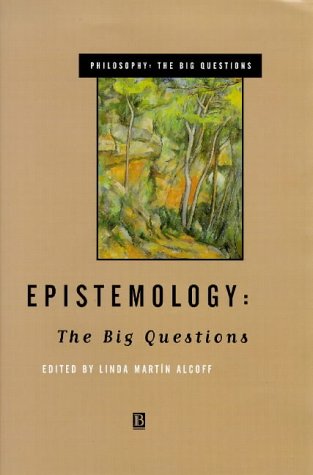 PHILOSOPHY: THE BIG QUESTIONS
EPISTEMOLOGY:
The Big Questions
EDITED BY LINDA MARTÍN ALCOFF
B